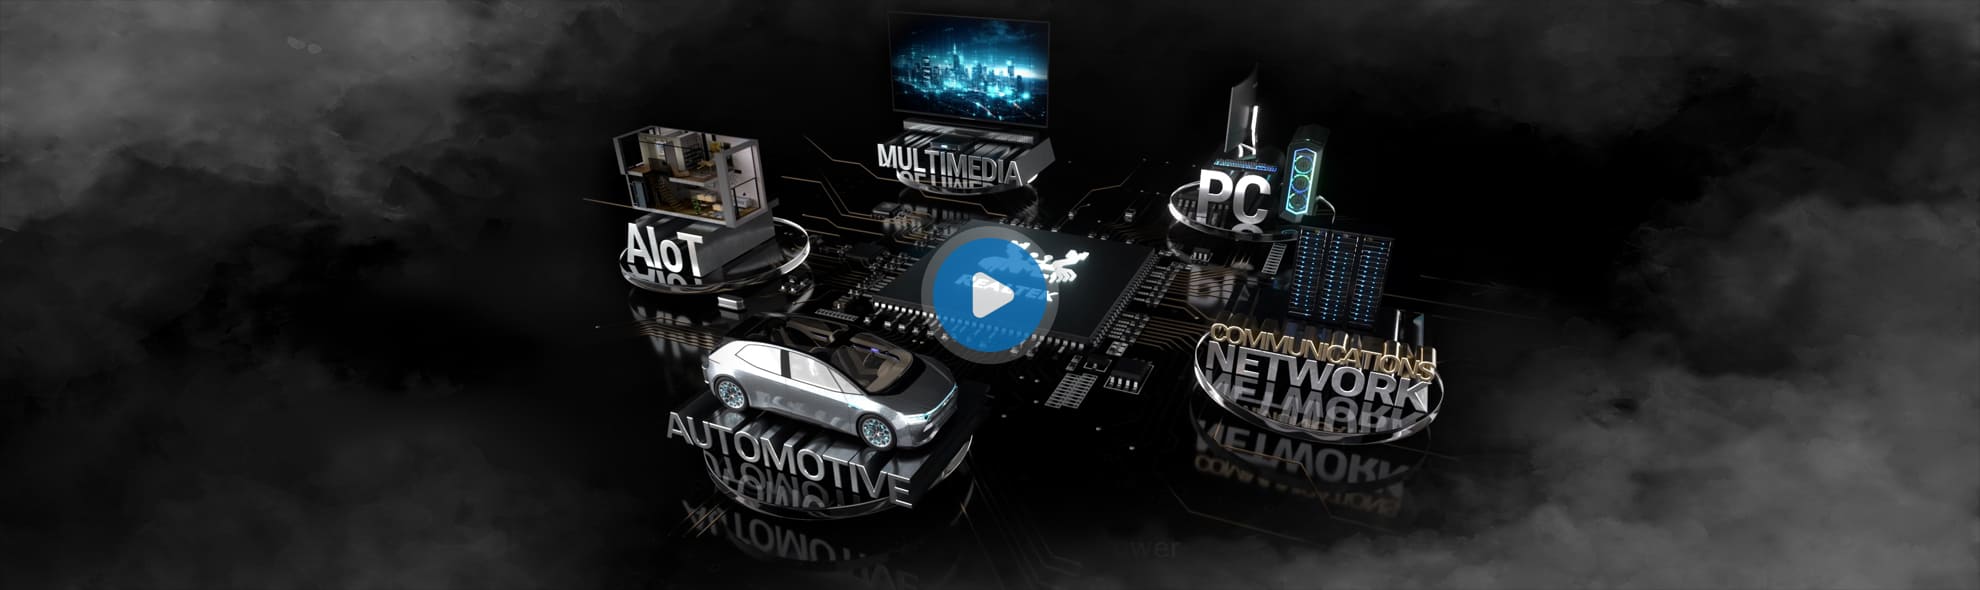 MULTIMEDIA
PC
AIoT
REALTEK
COMMUNICATIONS
NETWORK
AUTOMOTIVE